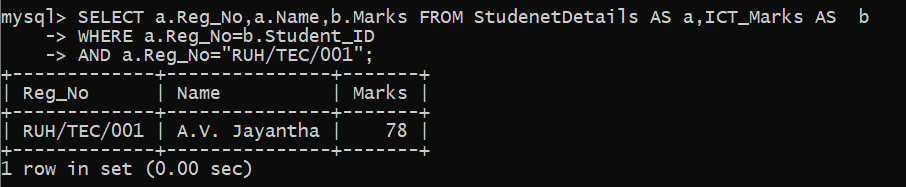 mysql> SELECT a.Reg_No,a.Name,b.Marks FROM StudenetDetails AS a,ICT_Marks AS  b
    -> WHERE a.Reg_No=b.Student_ID
    -> AND a.Reg_No="RUH/TEC/001";
+-------------+---------------+-------+
| Reg_No      | Name          | Marks |
+-------------+---------------+-------+
| RUH/TEC/001 | A.V. Jayantha |    78 |
+-------------+---------------+-------+
1 row in set (0.00 sec)